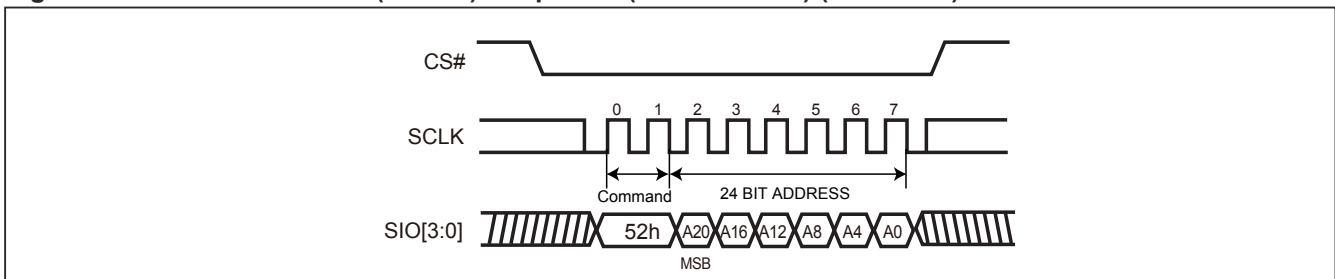 CS#
0 1 2 3 4 5 6 7
SCLK
Command 24 BIT ADDRESS
SIO[3:0] 52h A20 A16 A12 A8 A4 A0
MSB